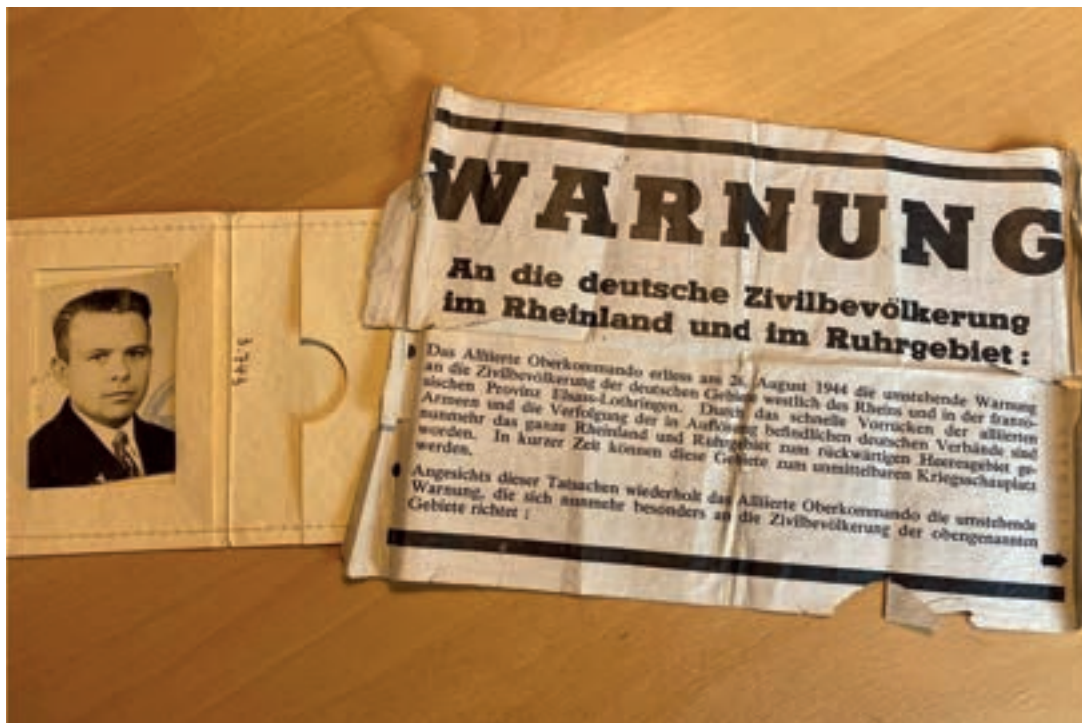 WARNUNG
An die deutsche Zivilbevölkerung
im Rheinland und im Ruhrgebiet :
Das Alliierte Oberkommando erliess am 26. August 1944 die umstehende Warnung
an die Zivilbevölkerung der deutschen Gebiete westlich des Rheins und in der franzö-
sischen Provinz Elsass-Lothringen. Durch das schnelle Vorrücken der alliierten
Armeen und die Verfolgung der in Auflösung befindlichen deutschen Verbände sind
nunmehr das ganze Rheinland und Ruhrgebiet zum rückwärtigen Heeresgebiet ge-
worden. In kurzer Zeit können diese Gebiete zum unmittelbaren Kriegsschauplatz
werden.
Angesichts dieser Tatsachen wiederholt das Alliierte Oberkommando die umstehende
Warnung, die sich nunmehr besonders an die Zivilbevölkerung der obengenannten
Gebiete richtet :